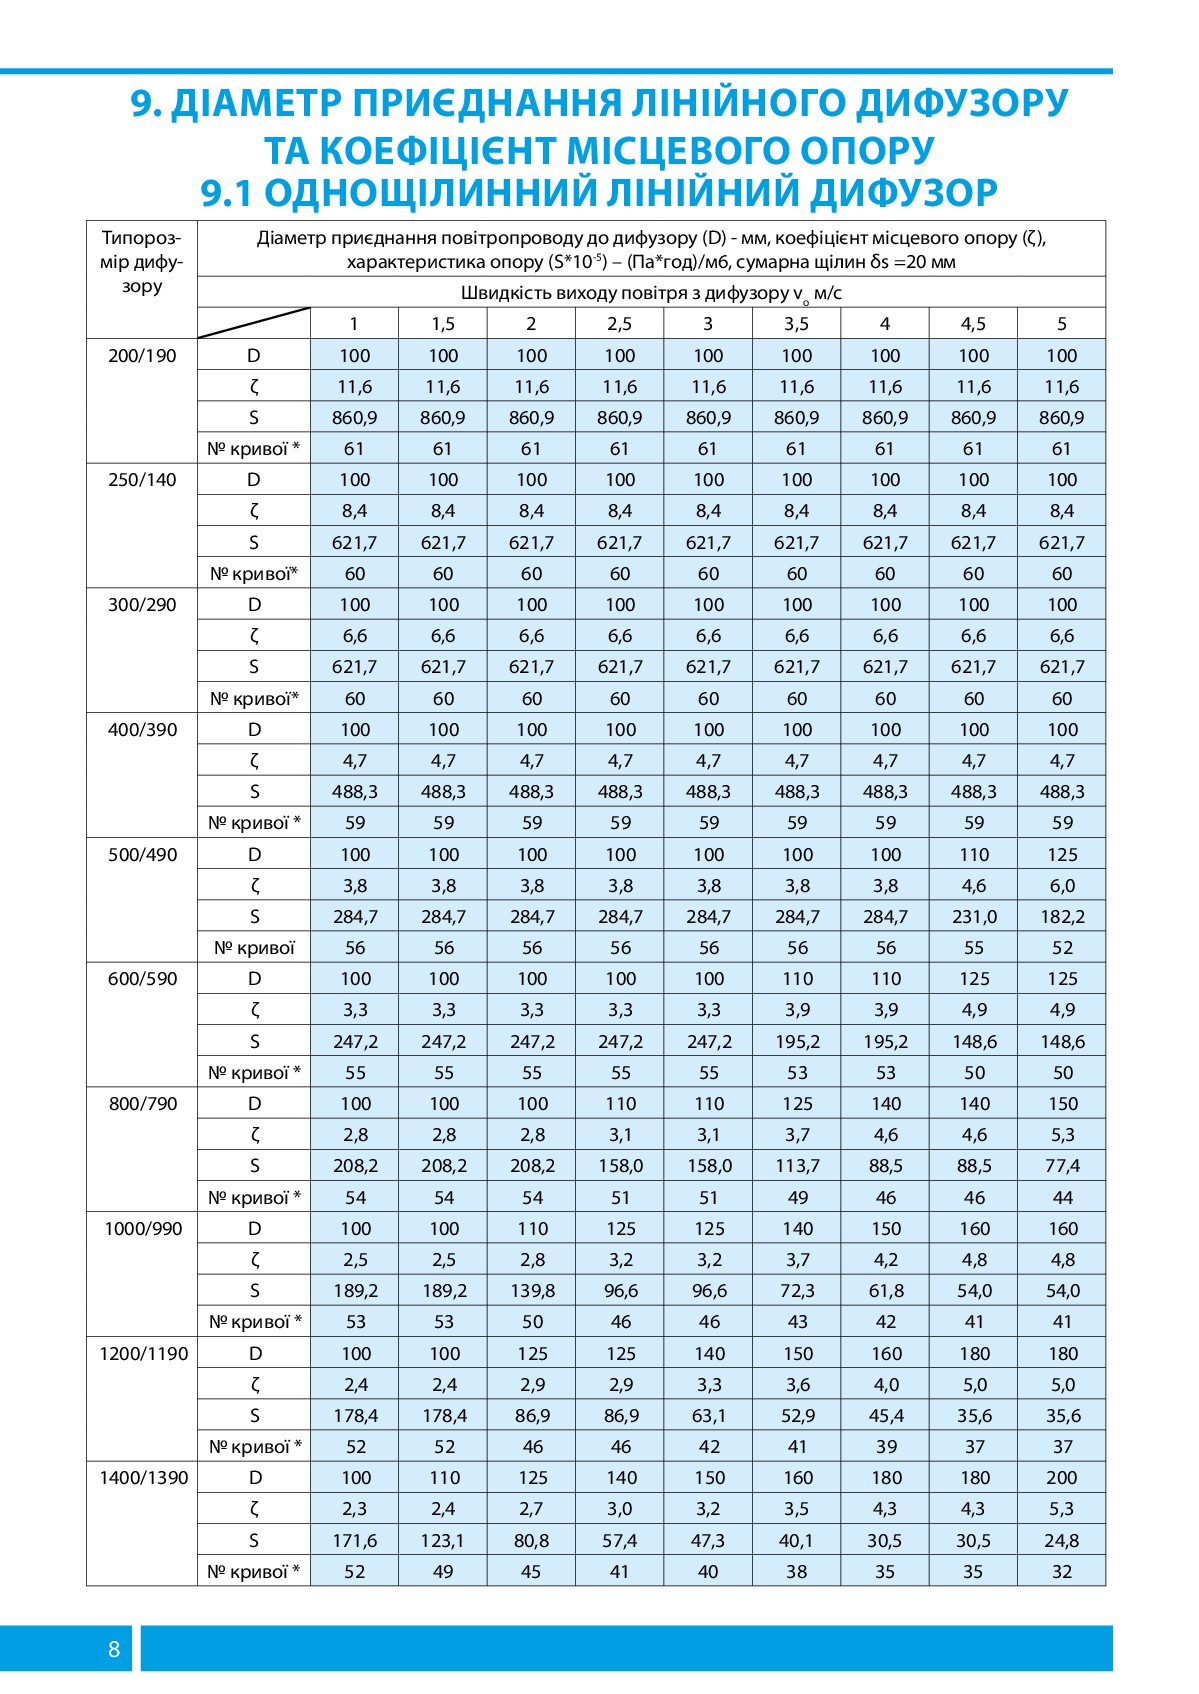 9. ДІАМЕТР ПРИЄДНАННЯ ЛІНІЙНОГО ДИФУЗОРУ
ТА КОЕФІЦІЄНТ МІСЦЕВОГО ОПОРУ
9.1 ОДНОЩІЛИННИЙ ЛІНІЙНИЙ ДИФУЗОР
Типороз-
мір дифу-
зору
Діаметр приєднання повітропроводу до дифузору (D) - мм, коефіцієнт місцевого опору (ζ),
характеристика опору (S*10-5) – (Па*год)/м6, сумарна щілин δs =20 мм
Швидкість виходу повітря з дифузору vo м/с
1 1,5 2 2,5 3 3,5 4 4,5 5
200/190 D 100 100 100 100 100 100 100 100 100
ζ 11,6 11,6 11,6 11,6 11,6 11,6 11,6 11,6 11,6
S 860,9 860,9 860,9 860,9 860,9 860,9 860,9 860,9 860,9
№ кривої * 61 61 61 61 61 61 61 61 61
250/140 D 100 100 100 100 100 100 100 100 100
ζ 8,4 8,4 8,4 8,4 8,4 8,4 8,4 8,4 8,4
S 621,7 621,7 621,7 621,7 621,7 621,7 621,7 621,7 621,7
№ кривої* 60 60 60 60 60 60 60 60 60
300/290 D 100 100 100 100 100 100 100 100 100
ζ 6,6 6,6 6,6 6,6 6,6 6,6 6,6 6,6 6,6
S 621,7 621,7 621,7 621,7 621,7 621,7 621,7 621,7 621,7
№ кривої* 60 60 60 60 60 60 60 60 60
400/390 D 100 100 100 100 100 100 100 100 100
ζ 4,7 4,7 4,7 4,7 4,7 4,7 4,7 4,7 4,7
S 488,3 488,3 488,3 488,3 488,3 488,3 488,3 488,3 488,3
№ кривої * 59 59 59 59 59 59 59 59 59
500/490 D 100 100 100 100 100 100 100 110 125
ζ 3,8 3,8 3,8 3,8 3,8 3,8 3,8 4,6 6,0
S 284,7 284,7 284,7 284,7 284,7 284,7 284,7 231,0 182,2
№ кривої 56 56 56 56 56 56 56 55 52
600/590 D 100 100 100 100 100 110 110 125 125
ζ 3,3 3,3 3,3 3,3 3,3 3,9 3,9 4,9 4,9
S 247,2 247,2 247,2 247,2 247,2 195,2 195,2 148,6 148,6
№ кривої * 55 55 55 55 55 53 53 50 50
800/790 D 100 100 100 110 110 125 140 140 150
ζ 2,8 2,8 2,8 3,1 3,1 3,7 4,6 4,6 5,3
S 208,2 208,2 208,2 158,0 158,0 113,7 88,5 88,5 77,4
№ кривої * 54 54 54 51 51 49 46 46 44
1000/990 D 100 100 110 125 125 140 150 160 160
ζ 2,5 2,5 2,8 3,2 3,2 3,7 4,2 4,8 4,8
S 189,2 189,2 139,8 96,6 96,6 72,3 61,8 54,0 54,0
№ кривої * 53 53 50 46 46 43 42 41 41
1200/1190 D 100 100 125 125 140 150 160 180 180
ζ 2,4 2,4 2,9 2,9 3,3 3,6 4,0 5,0 5,0
S 178,4 178,4 86,9 86,9 63,1 52,9 45,4 35,6 35,6
№ кривої * 52 52 46 46 42 41 39 37 37
1400/1390 D 100 110 125 140 150 160 180 180 200
ζ 2,3 2,4 2,7 3,0 3,2 3,5 4,3 4,3 5,3
S 171,6 123,1 80,8 57,4 47,3 40,1 30,5 30,5 24,8
№ кривої * 52 49 45 41 40 38 35 35 32
8